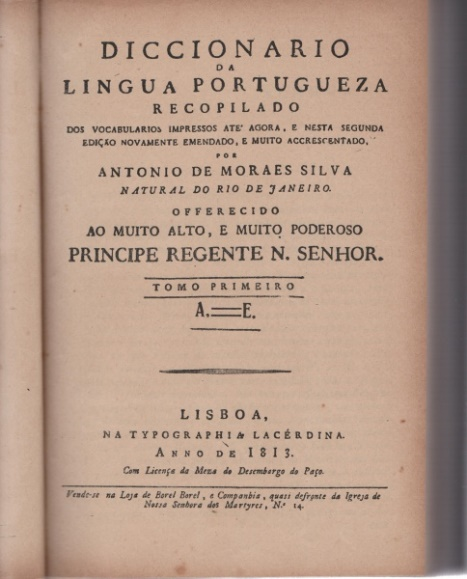 DICCIONARIO
DA
LINGUA PORTUGUEZA
RECOPILADO
DOS VOCABULARIOS IMPRESSOS ATE' AGORA, E NESTA SEGUNDA
EDIÇÃO NOVAMENTE EMENDADO, E MUITO ACCRESCENTADO,
POR
ANTONIO DE MORAES SILVA
NATURAL DO RIO DE JANEIRO.
OFFERECIDO
AO MUITO ALTO, E MUITO PODEROSO
PRINCIPE REGENTE N. SENHOR.
TOMO PRIMEIRO
A.=E.
LISBOA,
NA TYPOGRAPHIA LACÉRDINA.
ANNO DE 1813.
Com Licença da Meza do Desembargo do Paço.
Vende-se na Loja de Borel Borel, e Companhia, quasi defronte da Igreja de
Nossa Senhora dos Martyres, N.º 14.